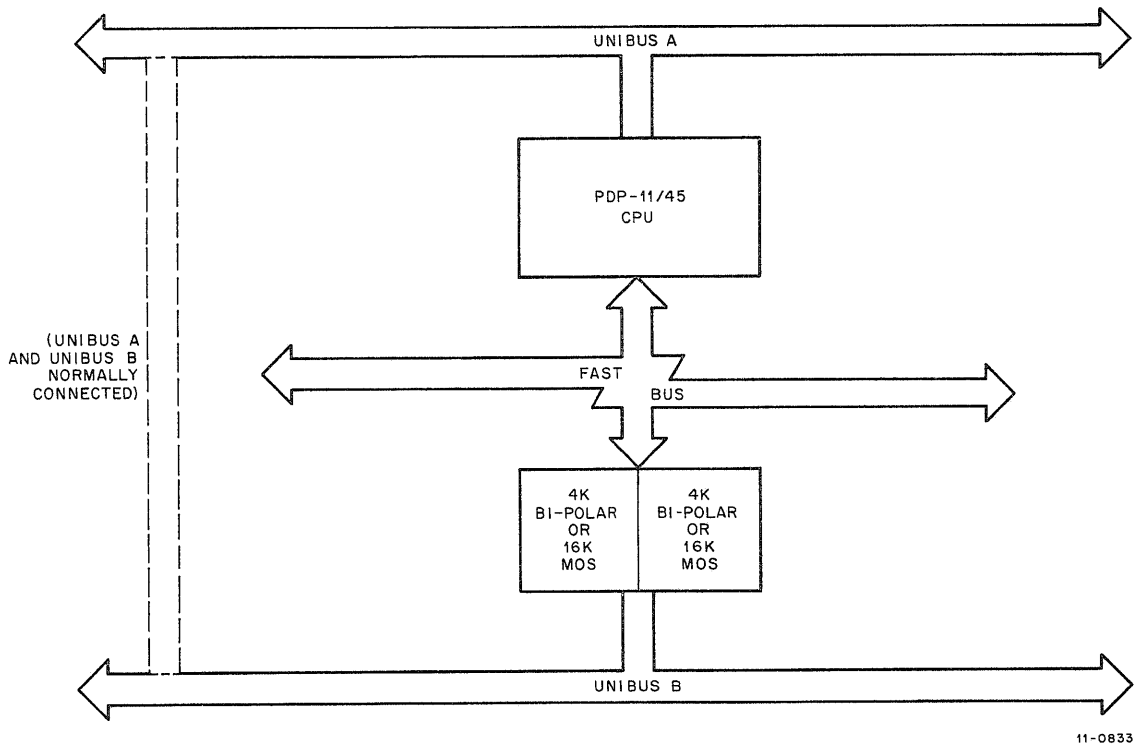 UNIBUS A
PDP-11/45
CPU
(UNIBUS A
AND UNIBUS B
NORMALLY
CONNECTED)
FAST
BUS
4K
BI-POLAR
OR
16K
MOS
4K
BI-POLAR
OR
16K
MOS
UNIBUS B
11-0833